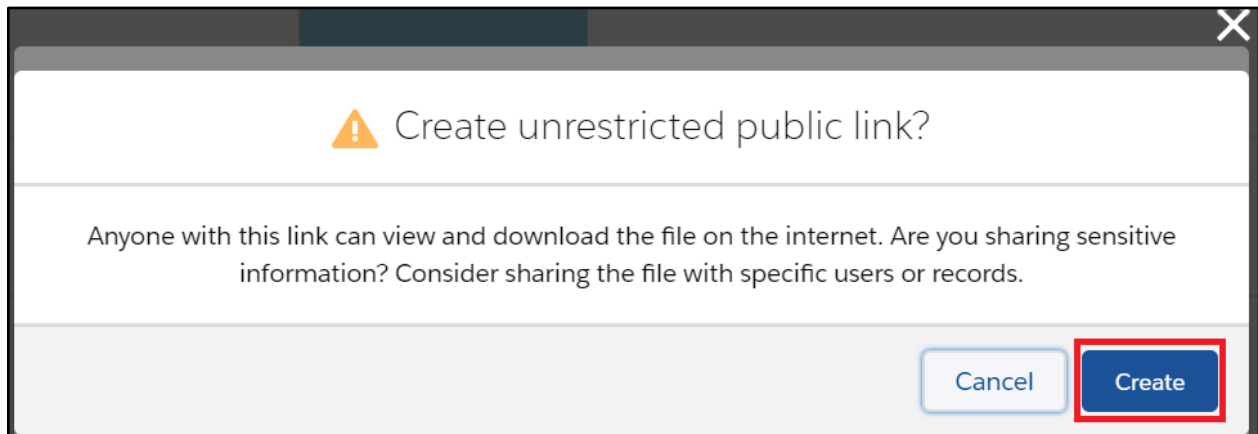 Create unrestricted public link?
Anyone with this link can view and download the file on the internet. Are you sharing sensitive
information? Consider sharing the file with specific users or records.
Cancel Create